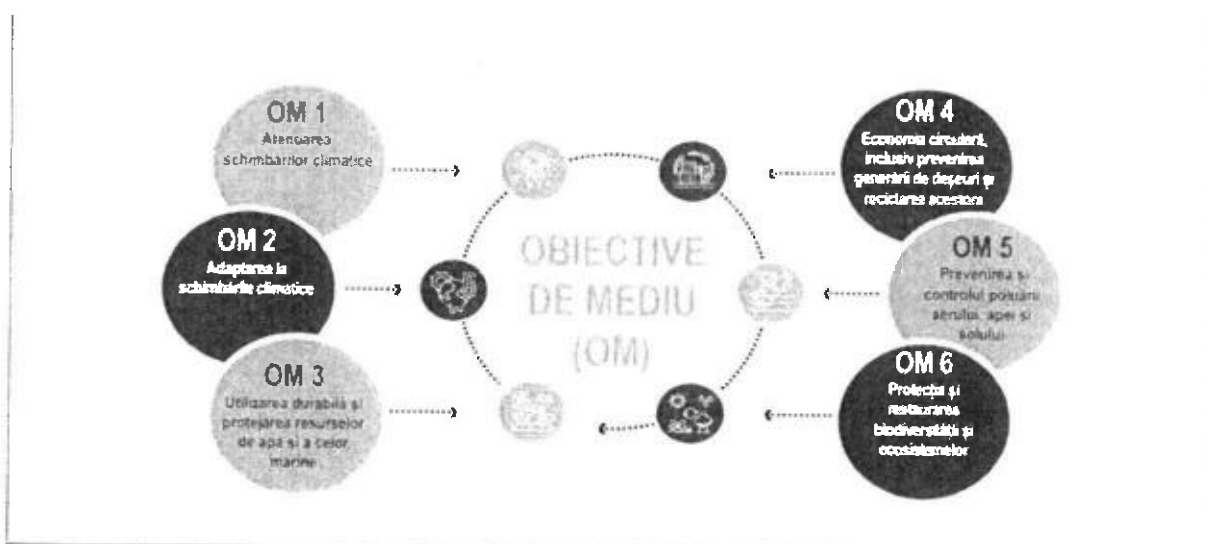 OM 1
Atenuarea
schimbărilor climatice
OM 2
Adaptarea la
schimbările climatice
OM 3
Utilizarea durabilă și
protejarea resurselor
de apă și a celor
marine
OBIECTIVE
DE MEDIU
(OM)
OM 4
Economia circulară,
inclusiv prevenirea
generării de deșeuri și
reciclarea acestora
OM 5
Prevenirea și
controlul poluării
aerului, apei și
solului
OM 6
Protecția și
restaurarea
biodiversității și
ecosistemelor